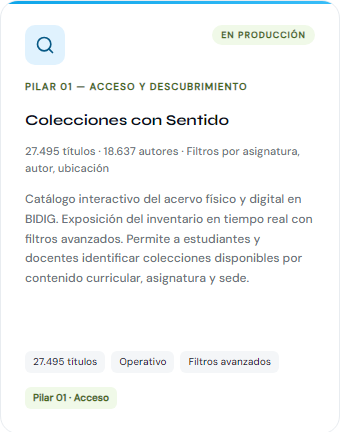 EN PRODUCCIÓN
PILAR 01 — ACCESO Y DESCUBRIMIENTO
Colecciones con Sentido
27.495 títulos · 18.637 autores · Filtros por asignatura,
autor, ubicación
Catálogo interactivo del acervo físico y digital en
BIDIG. Exposición del inventario en tiempo real con
filtros avanzados. Permite a estudiantes y
docentes identificar colecciones disponibles por
contenido curricular, asignatura y sede.
27.495 títulos
Operativo
Filtros avanzados
Pilar 01 · Acceso